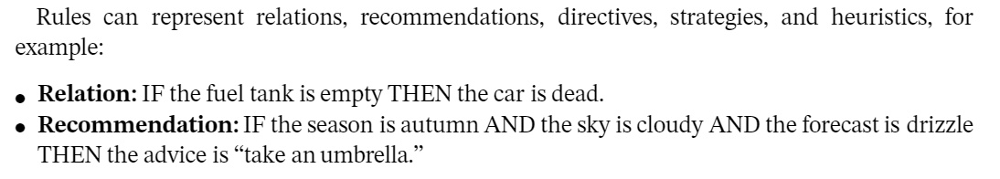 Rules can represent relations, recommendations, directives, strategies, and heuristics, for
example:
• Relation: IF the fuel tank is empty THEN the car is dead.
• Recommendation: IF the season is autumn AND the sky is cloudy AND the forecast is drizzle
THEN the advice is “take an umbrella.”